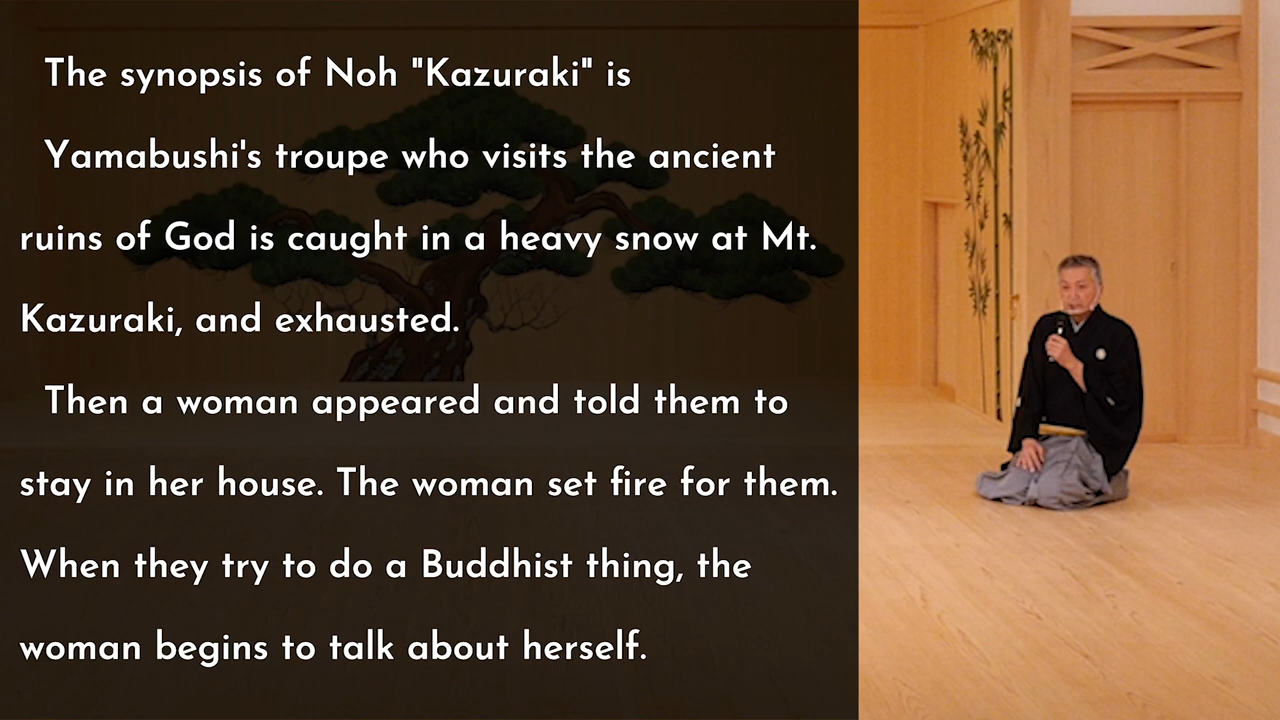 The synopsis of Noh "Kazuraki" is
Yamabushi's troupe who visits the ancient
ruins of God is caught in a heavy snow at Mt.
Kazuraki, and exhausted.
Then a woman appeared and told them to
stay in her house. The woman set fire for them.
When they try to do a Buddhist thing, the
woman begins to talk about herself.